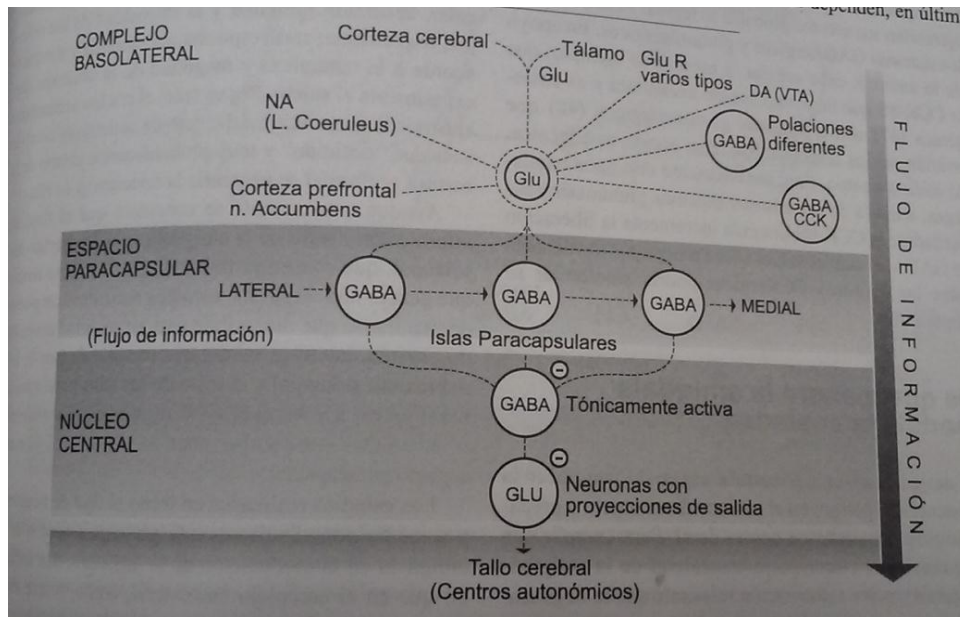 dependen, en últim
COMPLEJO
BASOLATERAL
Corteza cerebral
Tálamo
Glu
Glu R
varios tipos
DA (VTA)
NA
(L. Coeruleus)
GABA
Polaciones
diferentes
Glu
Corteza prefrontal
n. Accumbens
GABA
CCK
ESPACIO
PARACAPSULAR
LATERAL
GABA
GABA
GABA
MEDIAL
(Flujo de información)
Islas Paracapsulares
NÚCLEO
CENTRAL
GABA
Tónicamente activa
GLU
Neuronas con
proyecciones de salida
Tallo cerebral
(Centros autonómicos)
FLUJO DE INFORMACIÓN